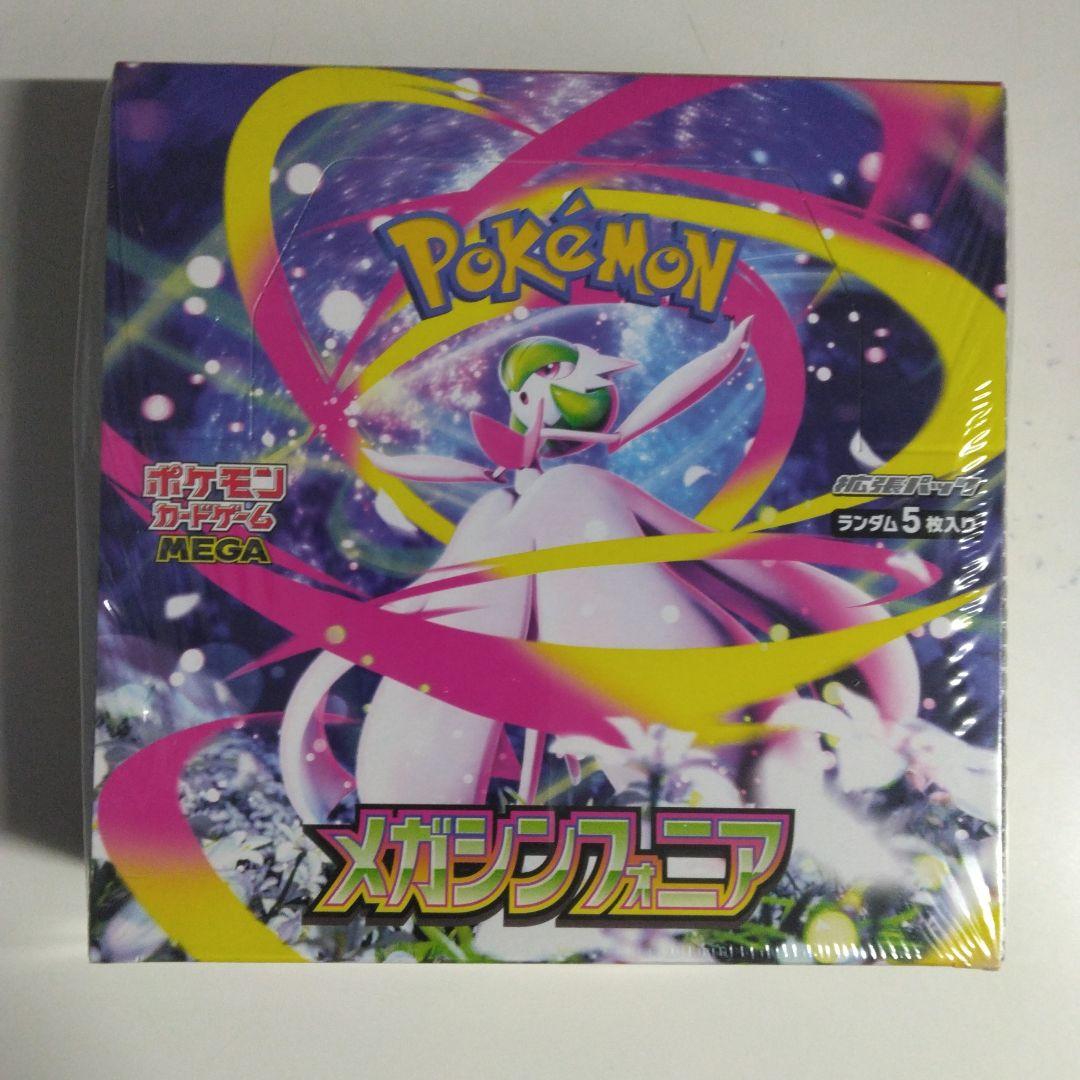 POKéMON
ポケモン
カードゲーム
MEGA
拡張パック
ランダム5枚入り
メガシンフォニア